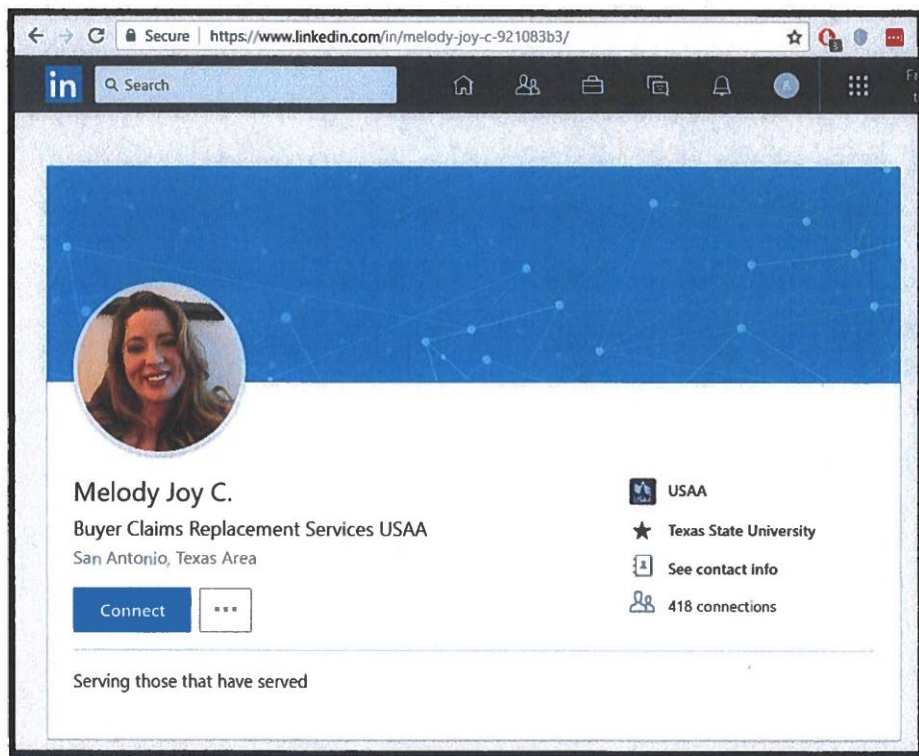 Secure https://www.linkedin.com/in/melody-joy-c-921083b3/
3
in Search
Melody Joy C.
Buyer Claims Replacement Services USAA
San Antonio, Texas Area
Connect
USAA
Texas State University
See contact info
418 connections
Serving those that have served